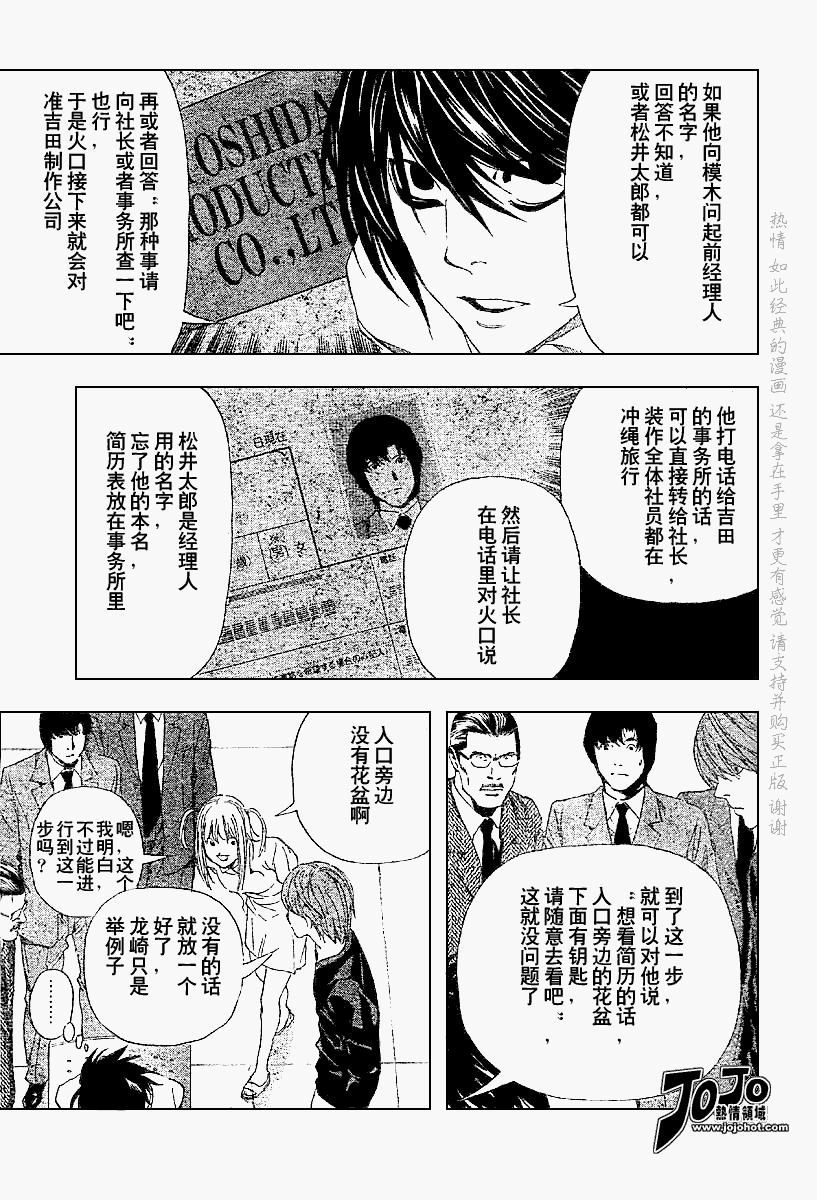 如果他向模木问起前经理人
的名字，
回答不知道，
或者松井太郎都可以
再或者回答“那种事请
向社长或者事务所查一下吧”
也行，
于是火口接下来就会对
准吉田制作公司
OSHIDA
ODUCTI
CO.,LT
他打电话给吉田
的事务所的话，
可以直接转给社长，
装作全体社员都在
冲绳旅行
然后请让社长
在电话里对火口说
日現在
男
女
松井太郎是经理人
用的名字，
忘了他的本名，
简历表放在事务所里
到了这一步，
就可以对他说
“想看简历的话
入口旁边的花盆
下面有钥匙，
请随意去看吧”，
这就没问题了
入口旁边
没有花盆啊
没有的话
就放一个
好了，
龙崎只是
举例子
嗯，这个
我明白，
不过能进
行到这一
步吗？
………
热情 如此经典的漫画 还是拿在手里 才更有感觉 请支持并购买正版 谢谢
JOJO
熱情領域
www.jojohot.com